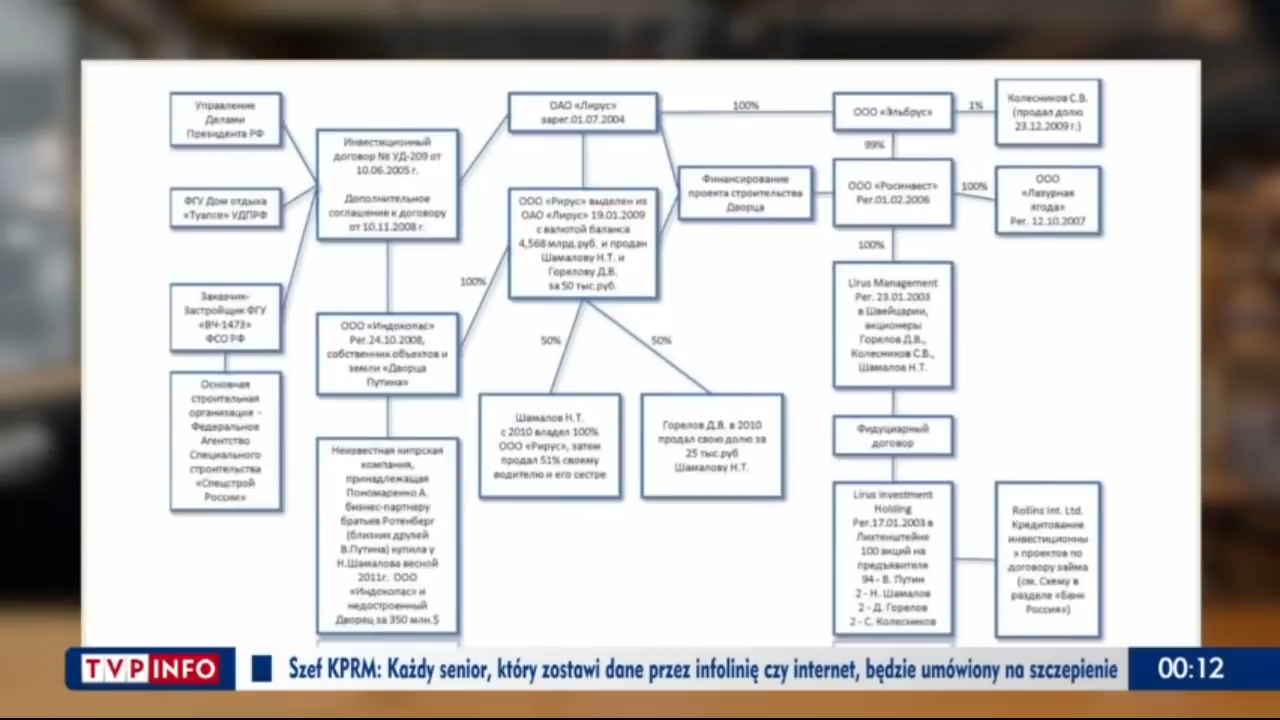 Управление
Делами
Президента РФ
ФГУ Дом отдыха
«Туапсе» УДПРФ
Заказчик-
Застройщик ФГУ
«ВЧ-1473»
ФСО РФ
Основная
строительная
организация -
Федеральное
Агентство
Специального
строительства
«Спецстрой
России»
Инвестиционный
договор № УД-209 от
10.06.2005 г.
Дополнительное
соглашение к договору
от 10.11.2008 г.
ООО «Индокопас»
Рег.24.10.2008,
собственник объектов и
земли «Дворца
Путина»
Неизвестная кипрская
компания,
принадлежащая
Пономаренко А.
бизнес-партнеру
братьев Ротенберг
(близких друзей
В.Путина) купила у
Н.Шамалова весной
2011г. ООО
«Индокопас» и
недостроенный
Дворец за 350 млн.$
ОАО «Лирус»
зарег.01.07.2004
ООО «Рирус» выделен из
ОАО «Лирус» 19.01.2009
с валютой баланса
4,568 млрд.руб. и продан
Шамалову Н.Т. и
Горелову Д.В.
за 50 тыс.руб.
100%
50%
50%
Шамалов Н.Т.
с 2010 владел 100%
ООО «Рирус», затем
продал 51% своему
водителю и его сестре
Горелов Д.В. в 2010
продал свою долю за
25 тыс.руб
Шамалову Н.Т.
100%
Финансирование
проекта строительства
Дворца
ООО «Эльбрус»
1%
Колесников С.В.
(продал долю
23.12.2009 г.)
99%
ООО «Росинвест»
Рег.01.02.2006
100%
ООО
«Лазурная
ягода»
Рег. 12.10.2007
100%
Lirus Management
Рег. 23.01.2003
в Швейцарии,
акционеры
Горелов Д.В.,
Колесников С.В.,
Шамалов Н.Т.
Фидуциарный
договор
Lirus Investment
Holding
Рег.17.01.2003 в
Лихтенштейне
100 акций на
предъявителя
94 - В. Путин
2 - Н. Шамалов
2 - Д. Горелов
2 - С. Колесников
Rollins Int. Ltd.
Кредитование
инвестиционны
х проектов по
договору займа
(см. Схему в
разделе «Банк
Россия»)
TVP INFO
Szef KPRM: Każdy senior, który zostawi dane przez infolinię czy internet, będzie umówiony na szczepienie
00:12